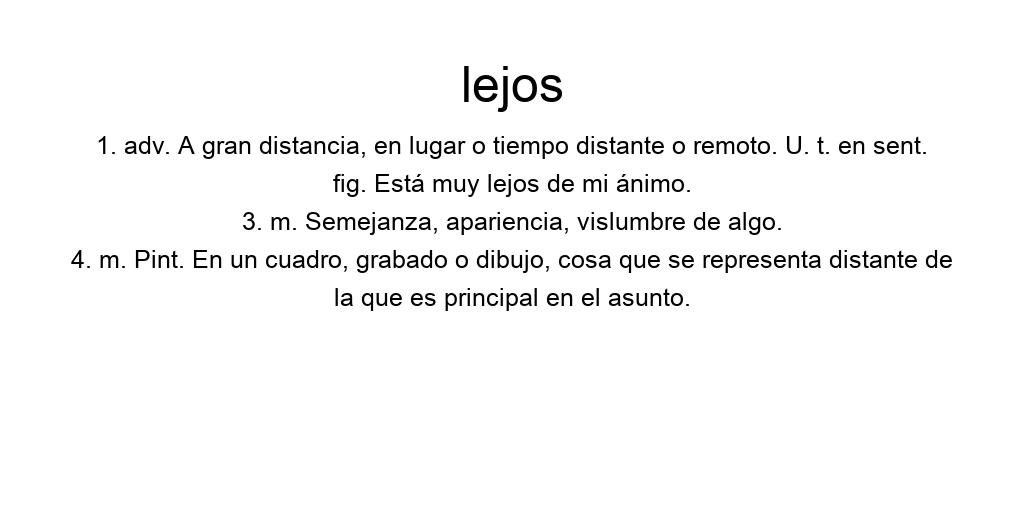 lejos
1. adv. A gran distancia, en lugar o tiempo distante o remoto. U. t. en sent.
fig. Está muy lejos de mi ánimo.
3. m. Semejanza, apariencia, vislumbre de algo.
4. m. Pint. En un cuadro, grabado o dibujo, cosa que se representa distante de
la que es principal en el asunto.